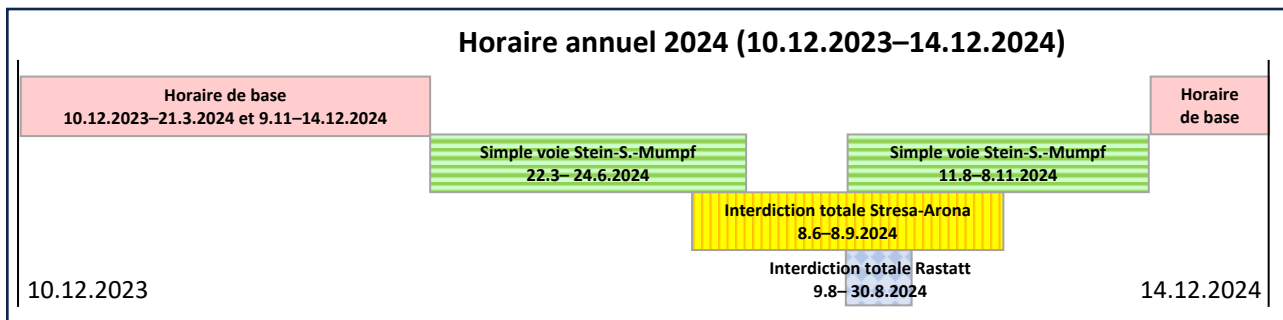 Horaire annuel 2024 (10.12.2023–14.12.2024)
Horaire de base
10.12.2023–21.3.2024 et 9.11–14.12.2024
Horaire
de base
Simple voie Stein-S.-Mumpf
22.3– 24.6.2024
Simple voie Stein-S.-Mumpf
11.8–8.11.2024
Interdiction totale Stresa-Arona
8.6–8.9.2024
Interdiction totale Rastatt
9.8– 30.8.2024
10.12.2023
14.12.2024